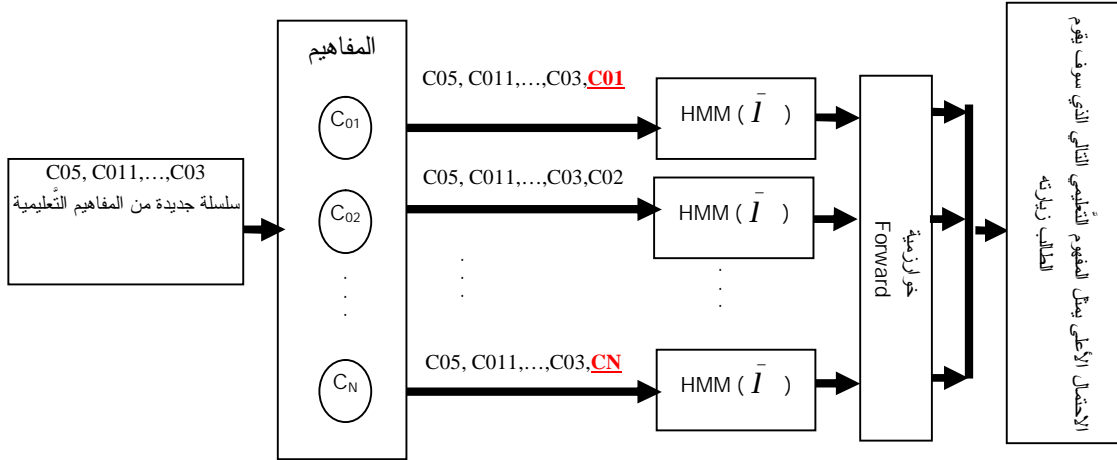 C05, C011,...,C03
سلسلة جديدة من المفاهيم التَّعليمية
المفاهيم
C01
C02
CN
C05, C011,...,C03,C01
C05, C011,...,C03,C02
C05, C011,...,C03,CN
HMM ( l̄ )
HMM ( l̄ )
HMM ( l̄ )
خوارزمية
Forward
الاحتمال الأعلى يمثل المفهوم التَّعليمي التالي الذي سوف يقوم
الطالب زيارته